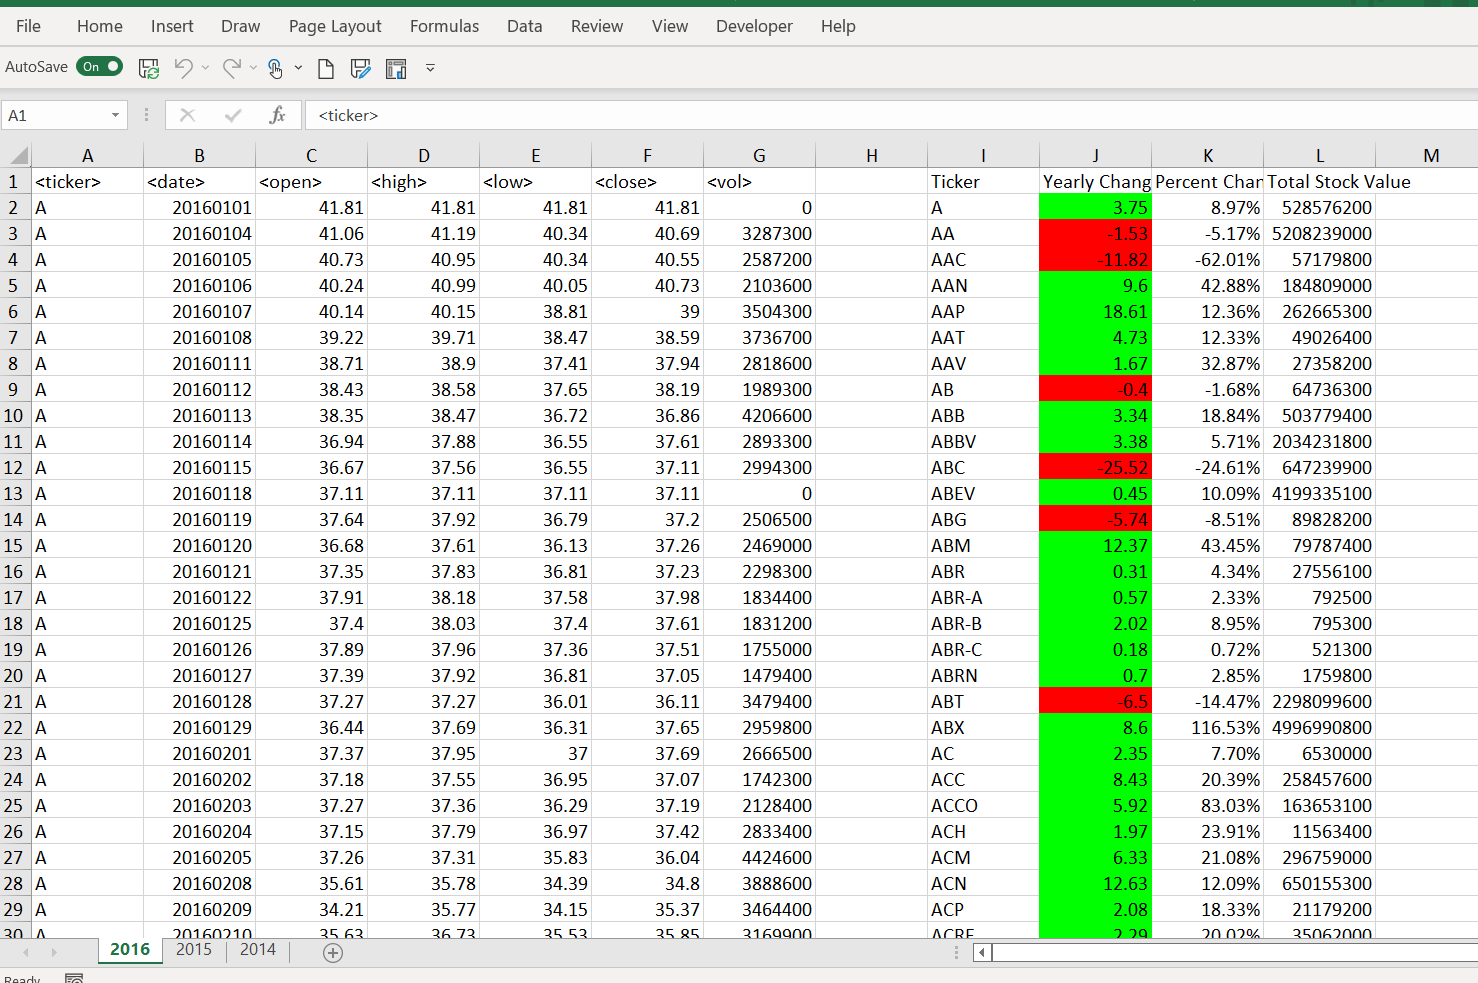 File Home Insert Draw Page Layout Formulas Data Review View Developer Help
AutoSave On
A1 fx <ticker>
A B C D E F G H I J K L M
1 <ticker> <date> <open> <high> <low> <close> <vol> Ticker Yearly Chang Percent Char Total Stock Value
2 A 20160101 41.81 41.81 41.81 41.81 0 A 3.75 8.97% 528576200
3 A 20160104 41.06 41.19 40.34 40.69 3287300 AA -1.53 -5.17% 5208239000
4 A 20160105 40.73 40.95 40.34 40.55 2587200 AAC -11.82 -62.01% 57179800
5 A 20160106 40.24 40.99 40.05 40.73 2103600 AAN 9.6 42.88% 184809000
6 A 20160107 40.14 40.15 38.81 39 3504300 AAP 18.61 12.36% 262665300
7 A 20160108 39.22 39.71 38.47 38.59 3736700 AAT 4.73 12.33% 49026400
8 A 20160111 38.71 38.9 37.41 37.94 2818600 AAV 1.67 32.87% 27358200
9 A 20160112 38.43 38.58 37.65 38.19 1989300 AB -0.4 -1.68% 64736300
10 A 20160113 38.35 38.47 36.72 36.86 4206600 ABB 3.34 18.84% 503779400
11 A 20160114 36.94 37.88 36.55 37.61 2893300 ABBV 3.38 5.71% 2034231800
12 A 20160115 36.67 37.56 36.55 37.11 2994300 ABC -25.52 -24.61% 647239900
13 A 20160118 37.11 37.11 37.11 37.11 0 ABEV 0.45 10.09% 4199335100
14 A 20160119 37.64 37.92 36.79 37.2 2506500 ABG -5.74 -8.51% 89828200
15 A 20160120 36.68 37.61 36.13 37.26 2469000 ABM 12.37 43.45% 79787400
16 A 20160121 37.35 37.83 36.81 37.23 2298300 ABR 0.31 4.34% 27556100
17 A 20160122 37.91 38.18 37.58 37.98 1834400 ABR-A 0.57 2.33% 792500
18 A 20160125 37.4 38.03 37.4 37.61 1831200 ABR-B 2.02 8.95% 795300
19 A 20160126 37.89 37.96 37.36 37.51 1755000 ABR-C 0.18 0.72% 521300
20 A 20160127 37.39 37.92 36.81 37.05 1479400 ABRN 0.7 2.85% 1759800
21 A 20160128 37.27 37.27 36.01 36.11 3479400 ABT -6.5 -14.47% 2298099600
22 A 20160129 36.44 37.69 36.31 37.65 2959800 ABX 8.6 116.53% 4996990800
23 A 20160201 37.37 37.95 37 37.69 2666500 AC 2.35 7.70% 6530000
24 A 20160202 37.18 37.55 36.95 37.07 1742300 ACC 8.43 20.39% 258457600
25 A 20160203 37.27 37.36 36.29 37.19 2128400 ACCO 5.92 83.03% 163653100
26 A 20160204 37.15 37.79 36.97 37.42 2833400 ACH 1.97 23.91% 11563400
27 A 20160205 37.26 37.31 35.83 36.04 4424600 ACM 6.33 21.08% 296759000
28 A 20160208 35.61 35.78 34.39 34.8 3888600 ACN 12.63 12.09% 650155300
29 A 20160209 34.21 35.77 34.15 35.37 3464400 ACP 2.08 18.33% 21179200
30 A 20160210 35.63 36.73 35.53 35.85 3169900 ACRE 2.29 20.02% 35062000
2016 2015 2014
Ready